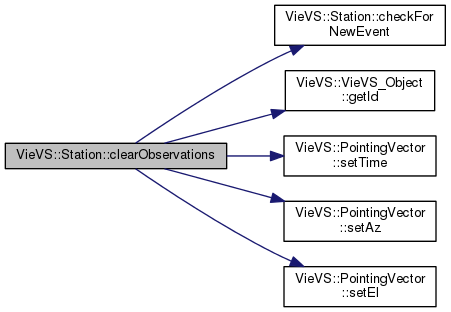 VieVS::Station::checkFor
NewEvent
VieVS::VieVS_Object
::getId
VieVS::Station::clearObservations
VieVS::PointingVector
::setTime
VieVS::PointingVector
::setAz
VieVS::PointingVector
::setEl